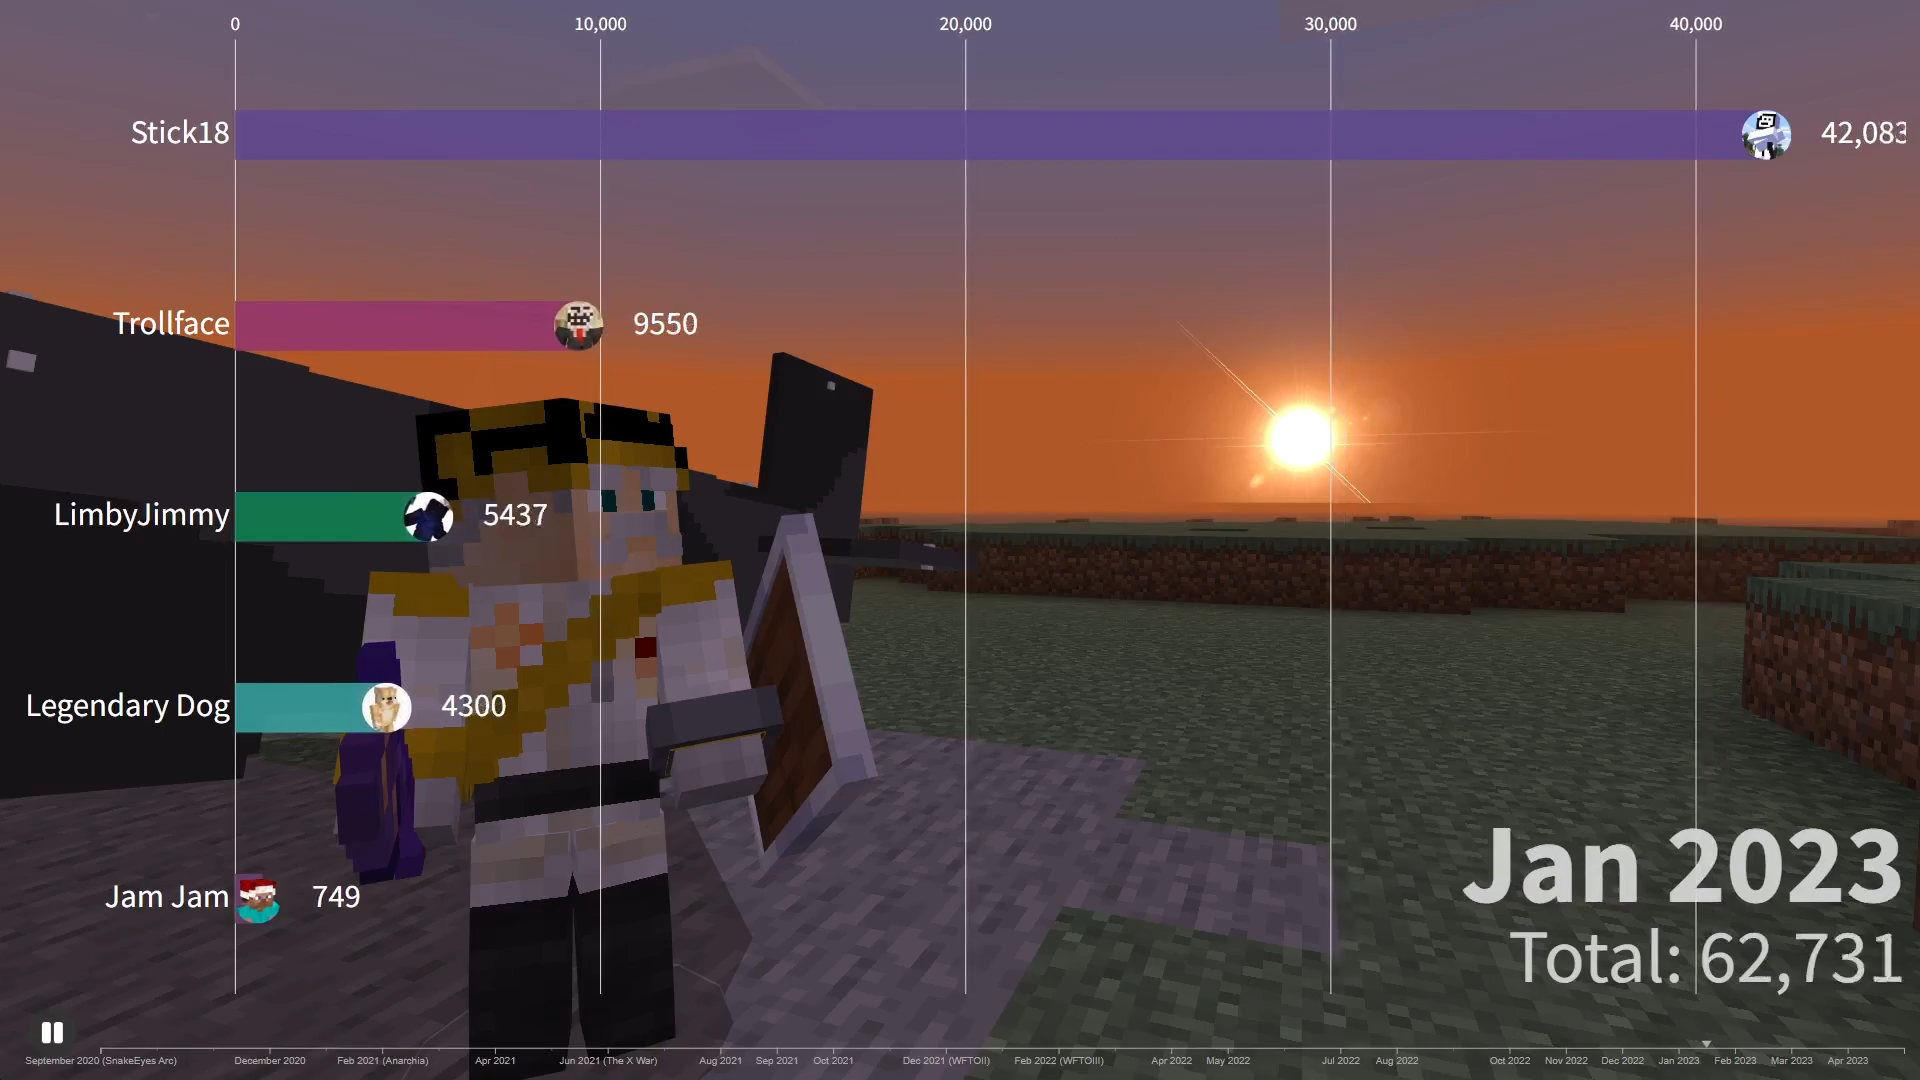 0 10,000 20,000 30,000 40,000
Stick18 42,083
Trollface 9550
LimbyJimmy 5437
Legendary Dog 4300
Jam Jam 749
Jan 2023
Total: 62,731
September 2020 (SnakeEyes Arc) December 2020 Feb 2021 (Anarchia) Apr 2021 Jun 2021 (The X War) Aug 2021 Sep 2021 Oct 2021 Dec 2021 (WFTOII) Feb 2022 (WFTOIII) Apr 2022 May 2022 Jul 2022 Aug 2022 Oct 2022 Nov 2022 Dec 2022 Jan 2023 Feb 2023 Mar 2023 Apr 2023